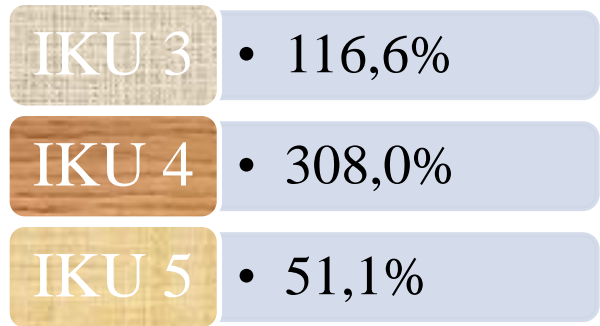 IKU 3 • 116,6%
IKU 4 • 308,0%
IKU 5 • 51,1%